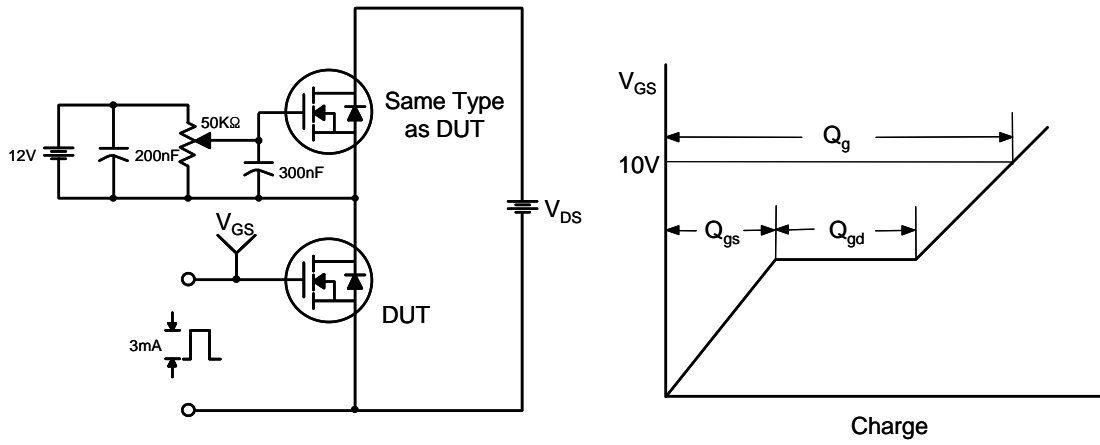 Same Type
as DUT
50KΩ
12V
200nF
300nF
VGS
VDS
DUT
3mA
VGS
Qg
10V
Qgs
Qgd
Charge